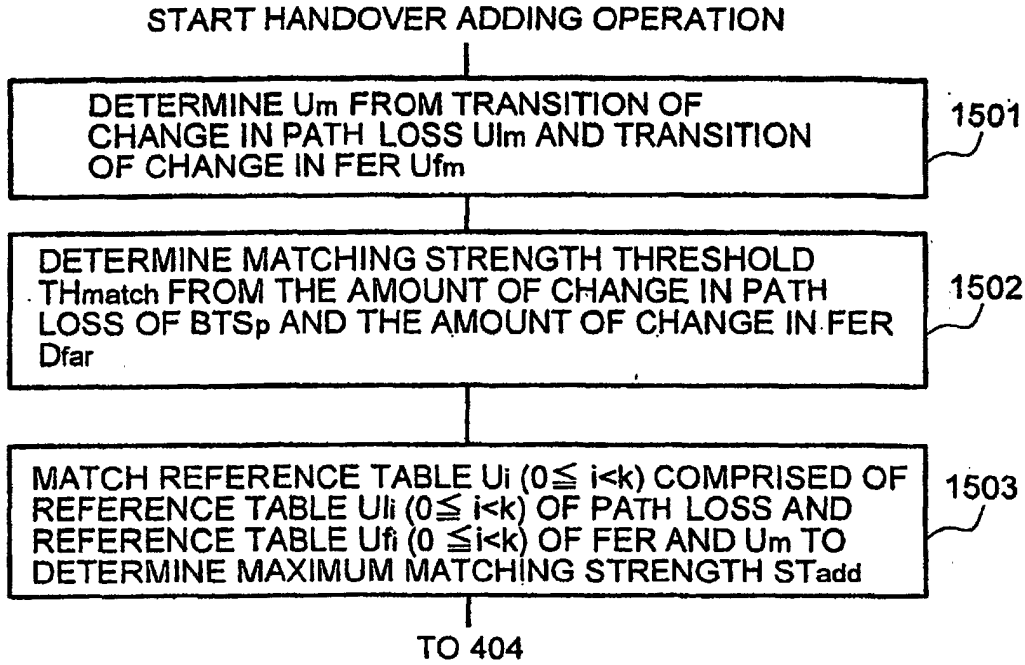 START HANDOVER ADDING OPERATION
DETERMINE Um FROM TRANSITION OF
CHANGE IN PATH LOSS Ulm AND TRANSITION
OF CHANGE IN FER Ufm
1501
DETERMINE MATCHING STRENGTH THRESHOLD
THmatch FROM THE AMOUNT OF CHANGE IN PATH
LOSS OF BTSp AND THE AMOUNT OF CHANGE IN FER
Dfar
1502
MATCH REFERENCE TABLE Ui (0≦ i<k) COMPRISED OF
REFERENCE TABLE Uli (0≦ i<k) OF PATH LOSS AND
REFERENCE TABLE Ufi (0 ≦i<k) OF FER AND Um TO
DETERMINE MAXIMUM MATCHING STRENGTH STadd
1503
TO 404